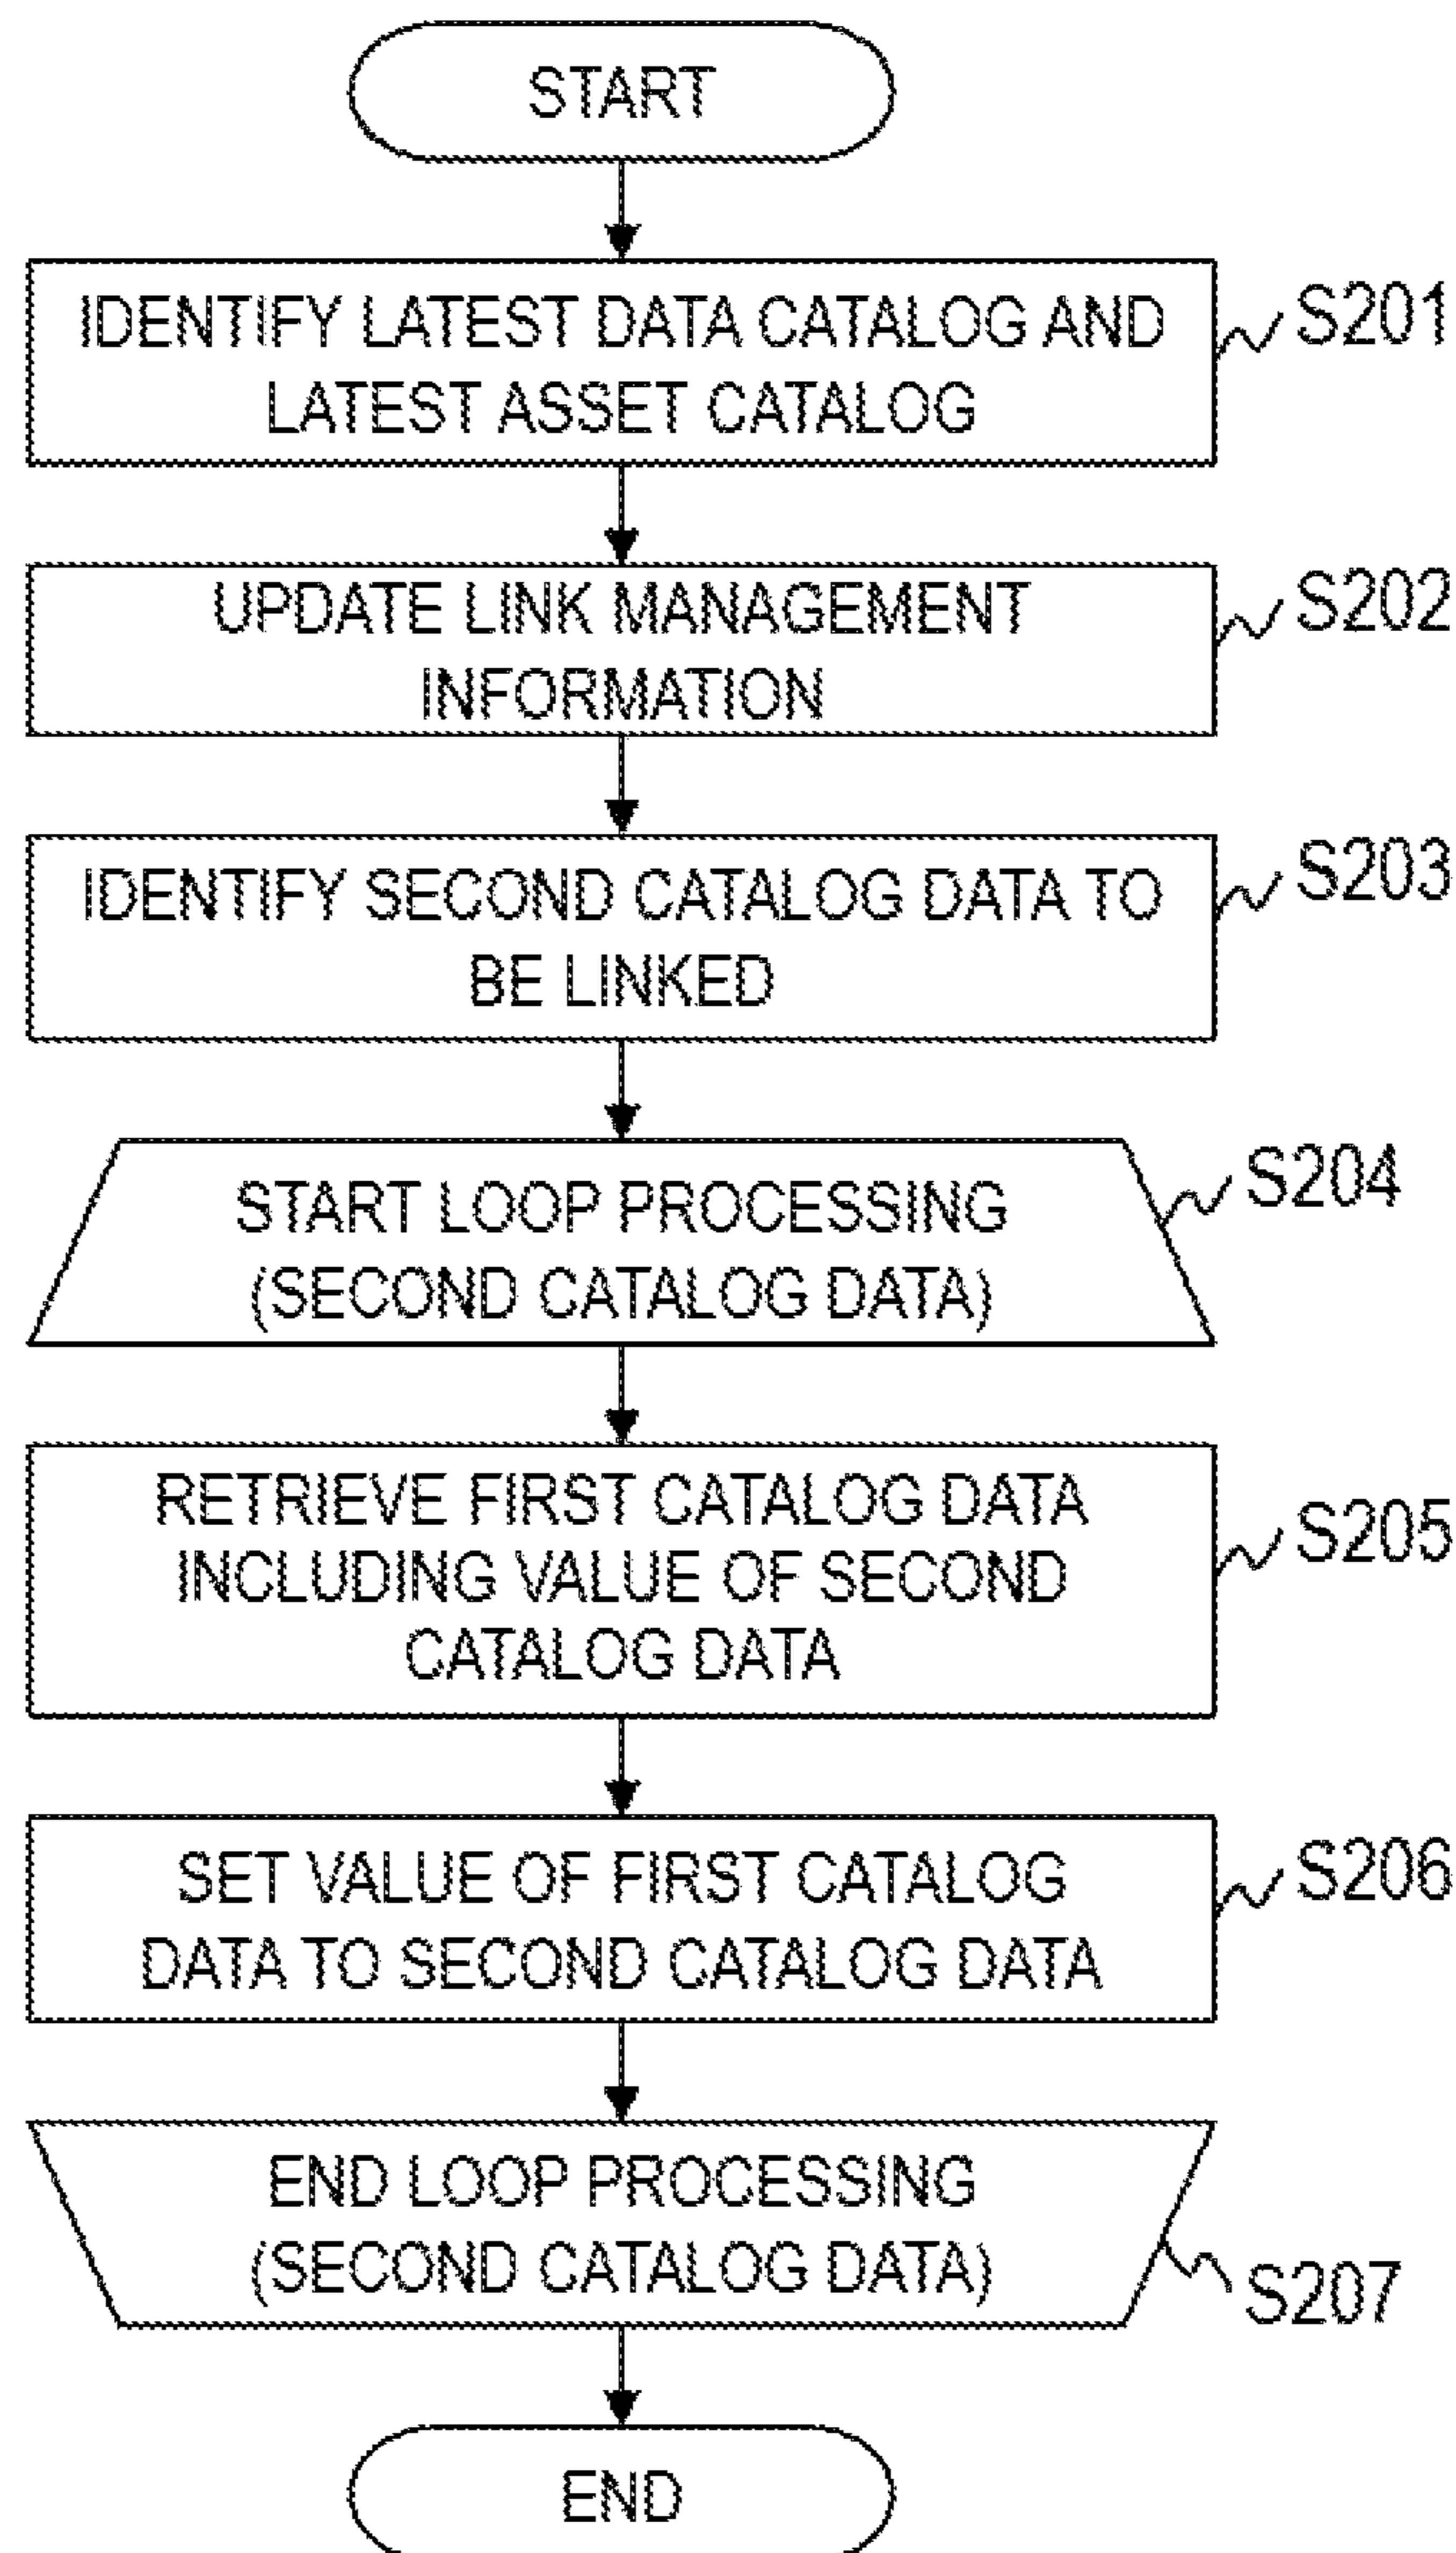 START
IDENTIFY LATEST DATA CATALOG AND
LATEST ASSET CATALOG
S201
UPDATE LINK MANAGEMENT
INFORMATION
S202
IDENTIFY SECOND CATALOG DATA TO
BE LINKED
S203
START LOOP PROCESSING
(SECOND CATALOG DATA)
S204
RETRIEVE FIRST CATALOG DATA
INCLUDING VALUE OF SECOND
CATALOG DATA
S205
SET VALUE OF FIRST CATALOG
DATA TO SECOND CATALOG DATA
S206
END LOOP PROCESSING
(SECOND CATALOG DATA)
S207
END